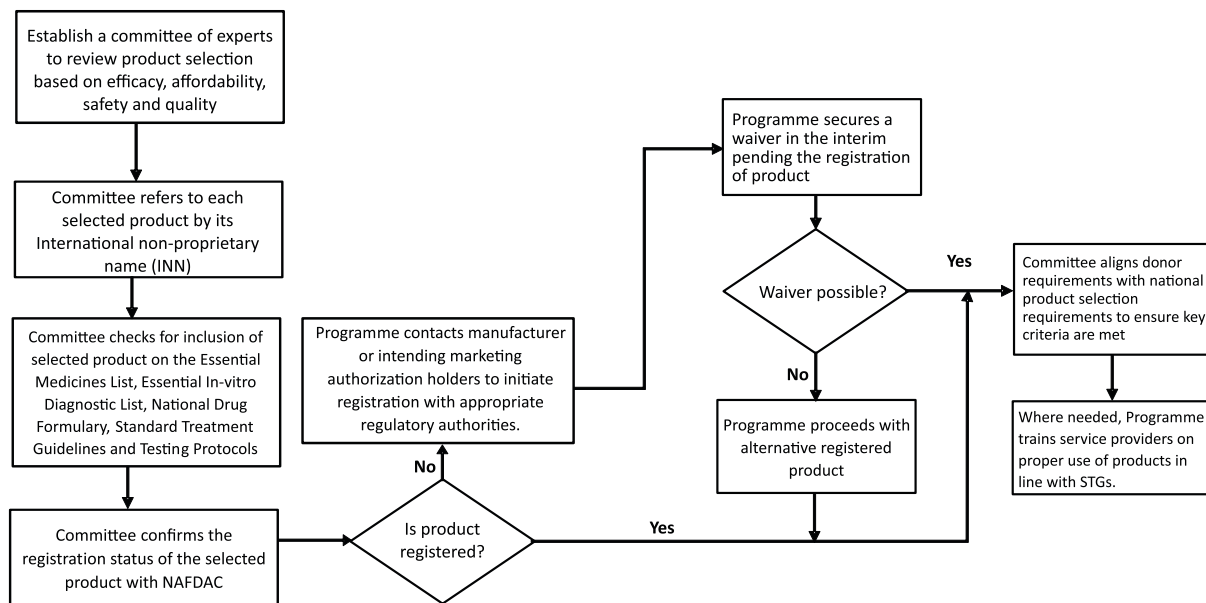 Establish a committee of experts
to review product selection
based on efficacy, affordability,
safety and quality
Committee refers to each
selected product by its
International non-proprietary
name (INN)
Committee checks for inclusion of
selected product on the Essential
Medicines List, Essential In-vitro
Diagnostic List, National Drug
Formulary, Standard Treatment
Guidelines and Testing Protocols
Committee confirms the
registration status of the selected
product with NAFDAC
Is product
registered?
No
Yes
Programme contacts manufacturer
or intending marketing
authorization holders to initiate
registration with appropriate
regulatory authorities.
Programme secures a
waiver in the interim
pending the registration
of product
Waiver possible?
Yes
No
Programme proceeds with
alternative registered
product
Committee aligns donor
requirements with national
product selection
requirements to ensure key
criteria are met
Where needed, Programme
trains service providers on
proper use of products in
line with STGs.